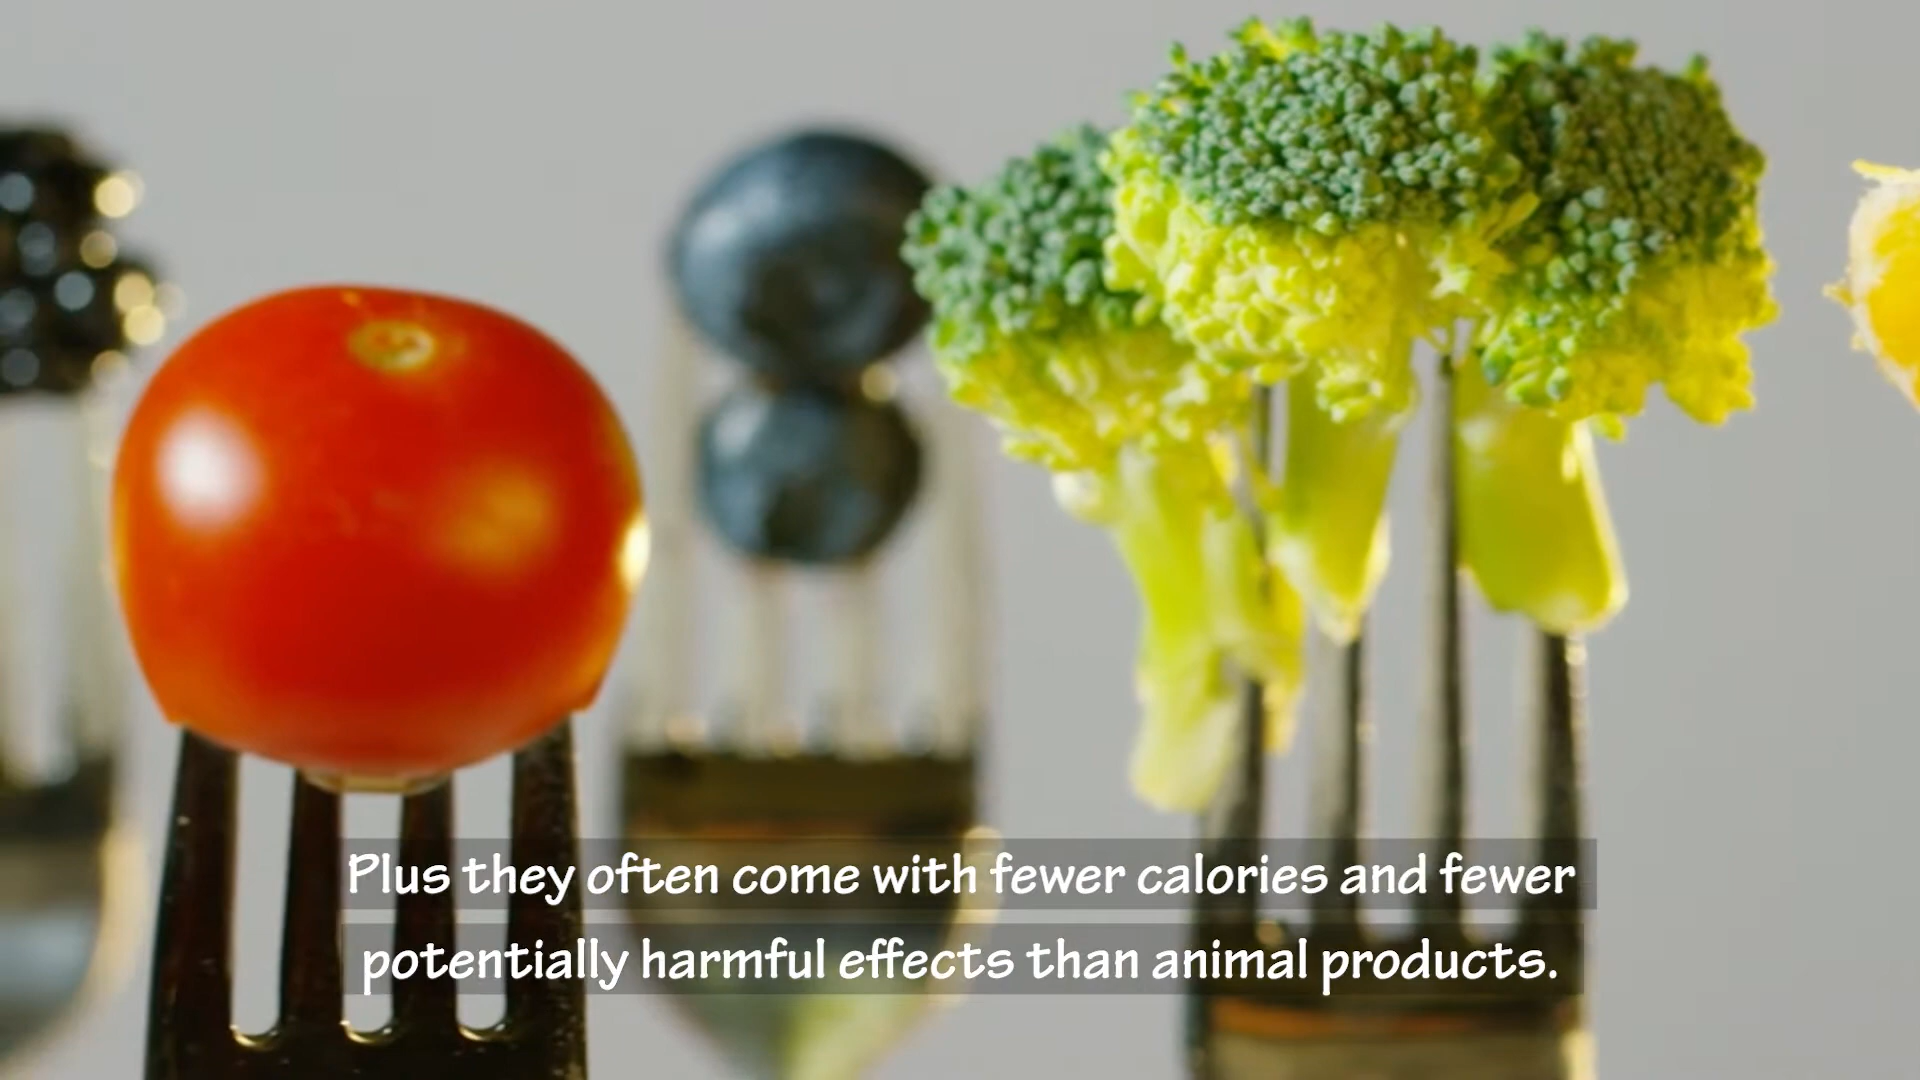 Plus they often come with fewer calories and fewer
potentially harmful effects than animal products.